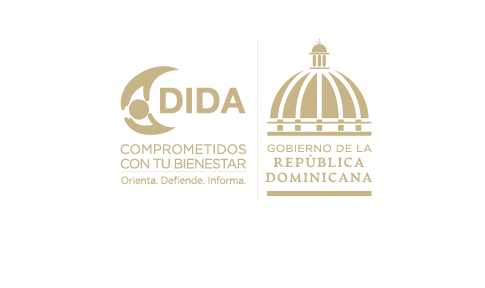 DIDA
COMPROMETIDOS
CON TU BIENESTAR
Orienta. Defiende. Informa.
GOBIERNO DE LA
REPÚBLICA
DOMINICANA